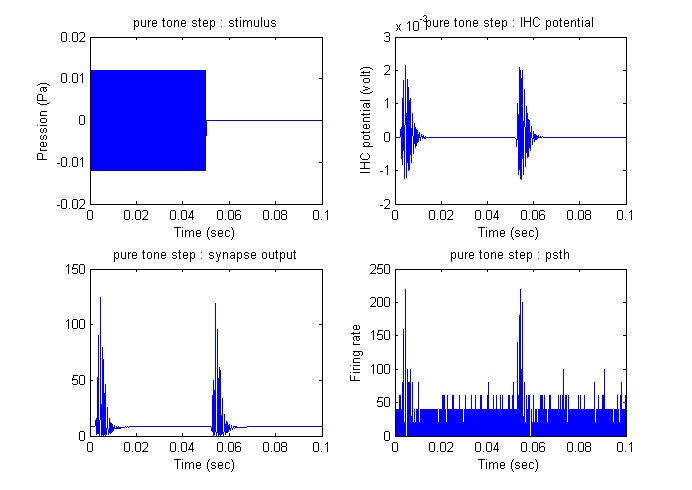 pure tone step : stimulus
0.02
0.01
0
-0.01
-0.02
Pression (Pa)
0 0.02 0.04 0.06 0.08 0.1
Time (sec)
x 10-3
pure tone step : IHC potential
3
2
1
0
-1
-2
IHC potential (volt)
0 0.02 0.04 0.06 0.08 0.1
Time (sec)
pure tone step : synapse output
150
100
50
0
0 0.02 0.04 0.06 0.08 0.1
Time (sec)
pure tone step : psth
250
200
150
100
50
0
Firing rate
0 0.02 0.04 0.06 0.08 0.1
Time (sec)